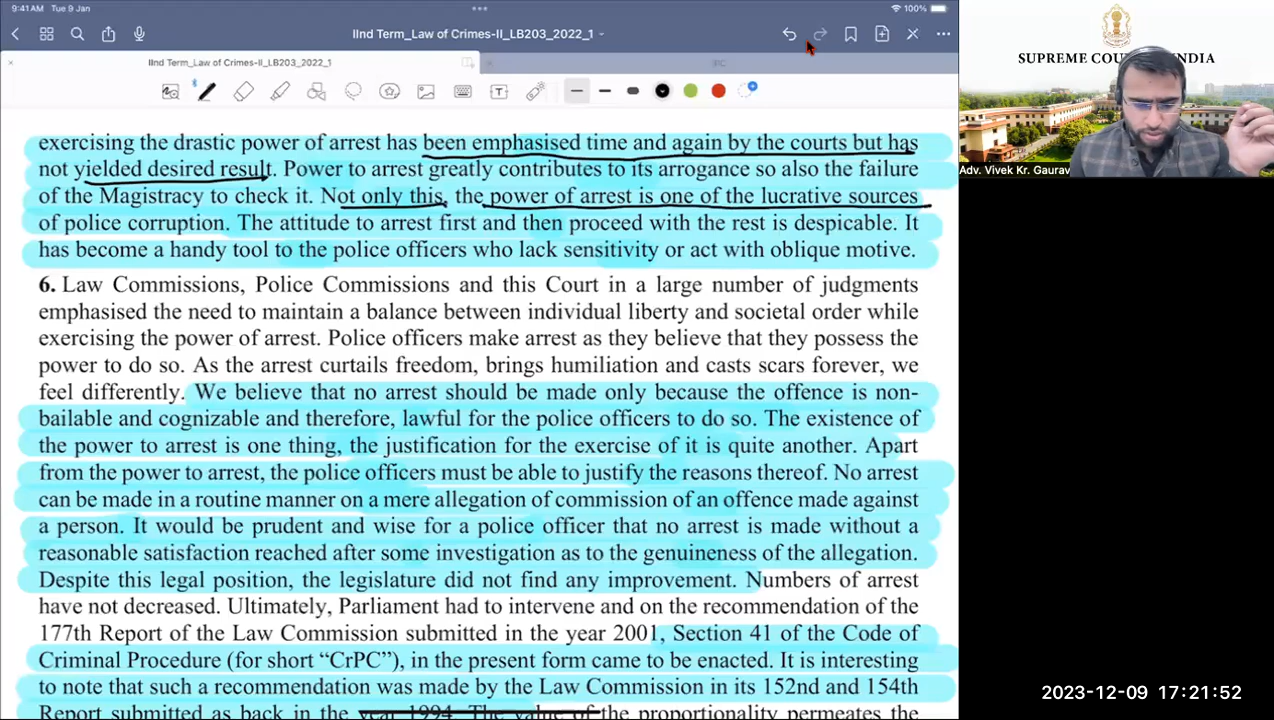 9:41 AM Tue 9 Jan
100%
IInd Term_Law of Crimes-II_LB203_2022_1
IInd Term_Law of Crimes-II_LB203_2022_1
IPC
exercising the drastic power of arrest has been emphasised time and again by the courts but has
not yielded desired result. Power to arrest greatly contributes to its arrogance so also the failure
of the Magistracy to check it. Not only this, the power of arrest is one of the lucrative sources
of police corruption. The attitude to arrest first and then proceed with the rest is despicable. It
has become a handy tool to the police officers who lack sensitivity or act with oblique motive.
6. Law Commissions, Police Commissions and this Court in a large number of judgments
emphasised the need to maintain a balance between individual liberty and societal order while
exercising the power of arrest. Police officers make arrest as they believe that they possess the
power to do so. As the arrest curtails freedom, brings humiliation and casts scars forever, we
feel differently. We believe that no arrest should be made only because the offence is non-
bailable and cognizable and therefore, lawful for the police officers to do so. The existence of
the power to arrest is one thing, the justification for the exercise of it is quite another. Apart
from the power to arrest, the police officers must be able to justify the reasons thereof. No arrest
can be made in a routine manner on a mere allegation of commission of an offence made against
a person. It would be prudent and wise for a police officer that no arrest is made without a
reasonable satisfaction reached after some investigation as to the genuineness of the allegation.
Despite this legal position, the legislature did not find any improvement. Numbers of arrest
have not decreased. Ultimately, Parliament had to intervene and on the recommendation of the
177th Report of the Law Commission submitted in the year 2001, Section 41 of the Code of
Criminal Procedure (for short “CrPC”), in the present form came to be enacted. It is interesting
to note that such a recommendation was made by the Law Commission in its 152nd and 154th
Report submitted as back in the year 1994. The value of the proportionality permeates the
SUPREME COU INDIA
Adv. Vivek Kr. Gaurav
2023-12-09 17:21:52